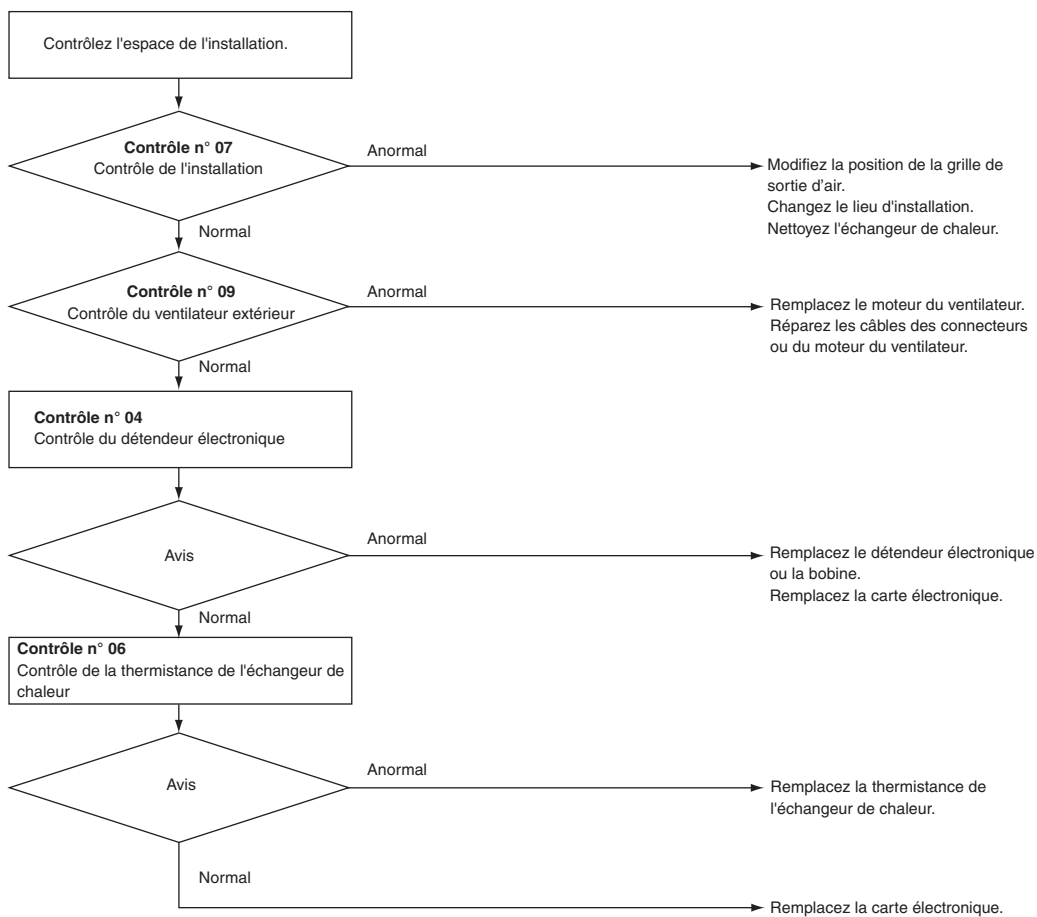 Contrôlez l'espace de l'installation.
Contrôle n° 07
Contrôle de l'installation
Anormal
Modifiez la position de la grille de
sortie d'air.
Changez le lieu d'installation.
Nettoyez l'échangeur de chaleur.
Normal
Contrôle n° 09
Contrôle du ventilateur extérieur
Anormal
Remplacez le moteur du ventilateur.
Réparez les câbles des connecteurs
ou du moteur du ventilateur.
Normal
Contrôle n° 04
Contrôle du détendeur électronique
Avis
Anormal
Remplacez le détendeur électronique
ou la bobine.
Remplacez la carte électronique.
Normal
Contrôle n° 06
Contrôle de la thermistance de l'échangeur de
chaleur
Avis
Anormal
Remplacez la thermistance de
l'échangeur de chaleur.
Normal
Remplacez la carte électronique.